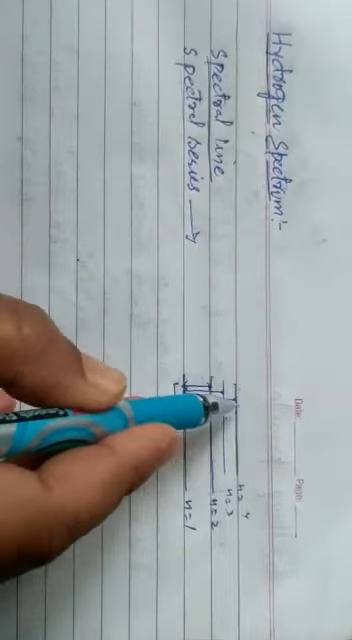 Date: Page:
Hydrogen Spectrum:-
Spectral line
Spectral Series →
n=4
n=3
n=2
n=1